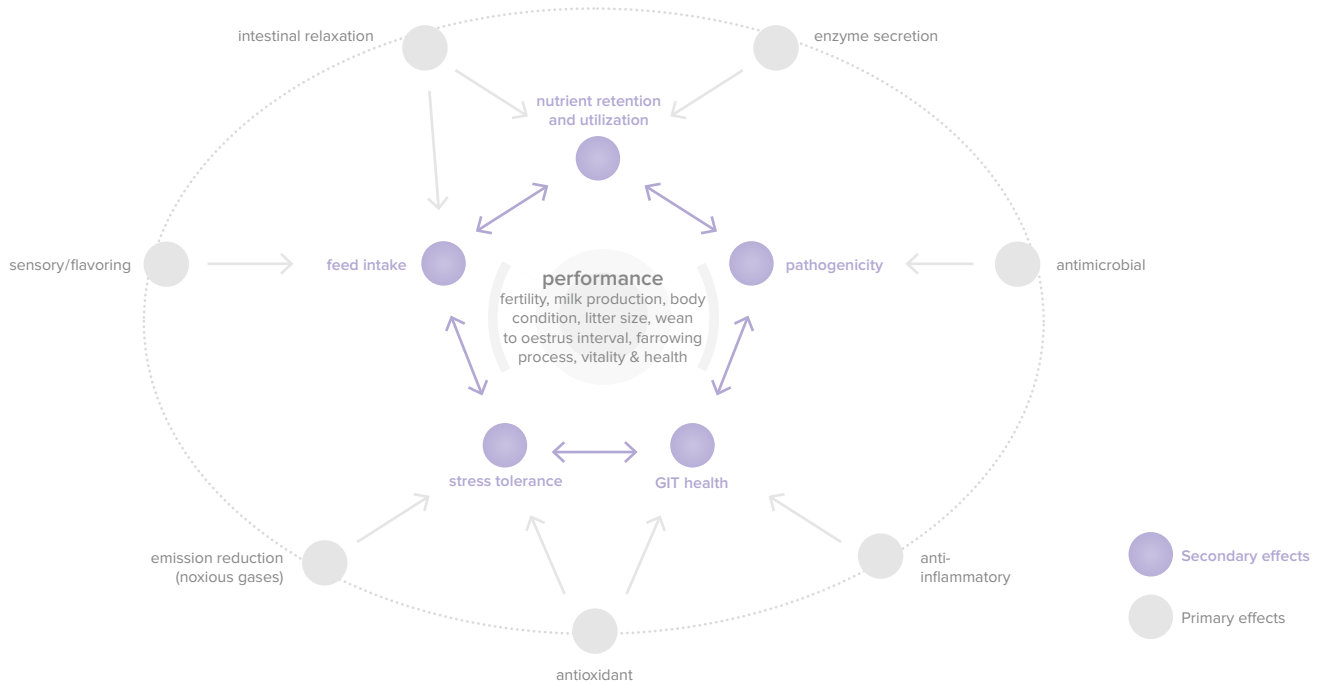 intestinal relaxation
enzyme secretion
nutrient retention
and utilization
sensory/flavoring
feed intake
pathogenicity
antimicrobial
performance
fertility, milk production, body
condition, litter size, wean
to oestrus interval, farrowing
process, vitality & health
stress tolerance
GIT health
emission reduction
(noxious gases)
anti-
inflammatory
antioxidant
Secondary effects
Primary effects